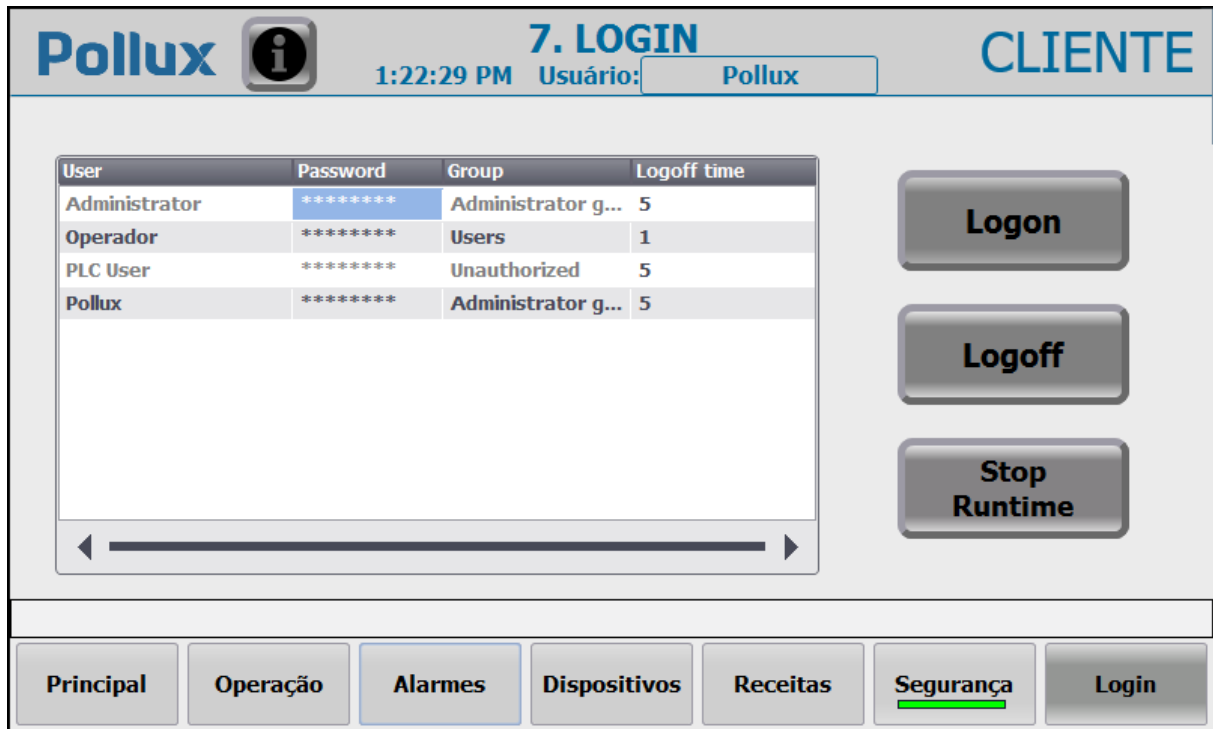 Pollux
i
7. LOGIN
CLIENTE
1:22:29 PM Usuário: Pollux
User Password Group Logoff time
Administrator ******** Administrator g... 5
Operador ******** Users 1
PLC User ******** Unauthorized 5
Pollux ******** Administrator g... 5
Logon
Logoff
Stop
Runtime
Principal Operação Alarmes Dispositivos Receitas Segurança Login